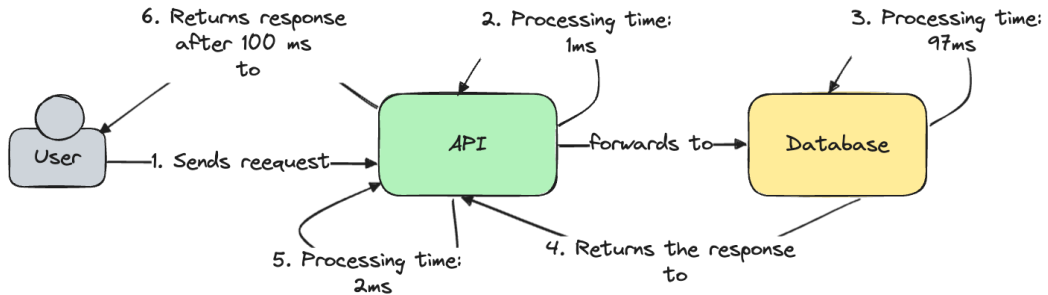 6. Returns response
after 100 ms
to
2. Processing time:
1ms
3. Processing time:
97ms
User
1. Sends reequest
API
forwards to
Database
5. Processing time:
2ms
4. Returns the response
to